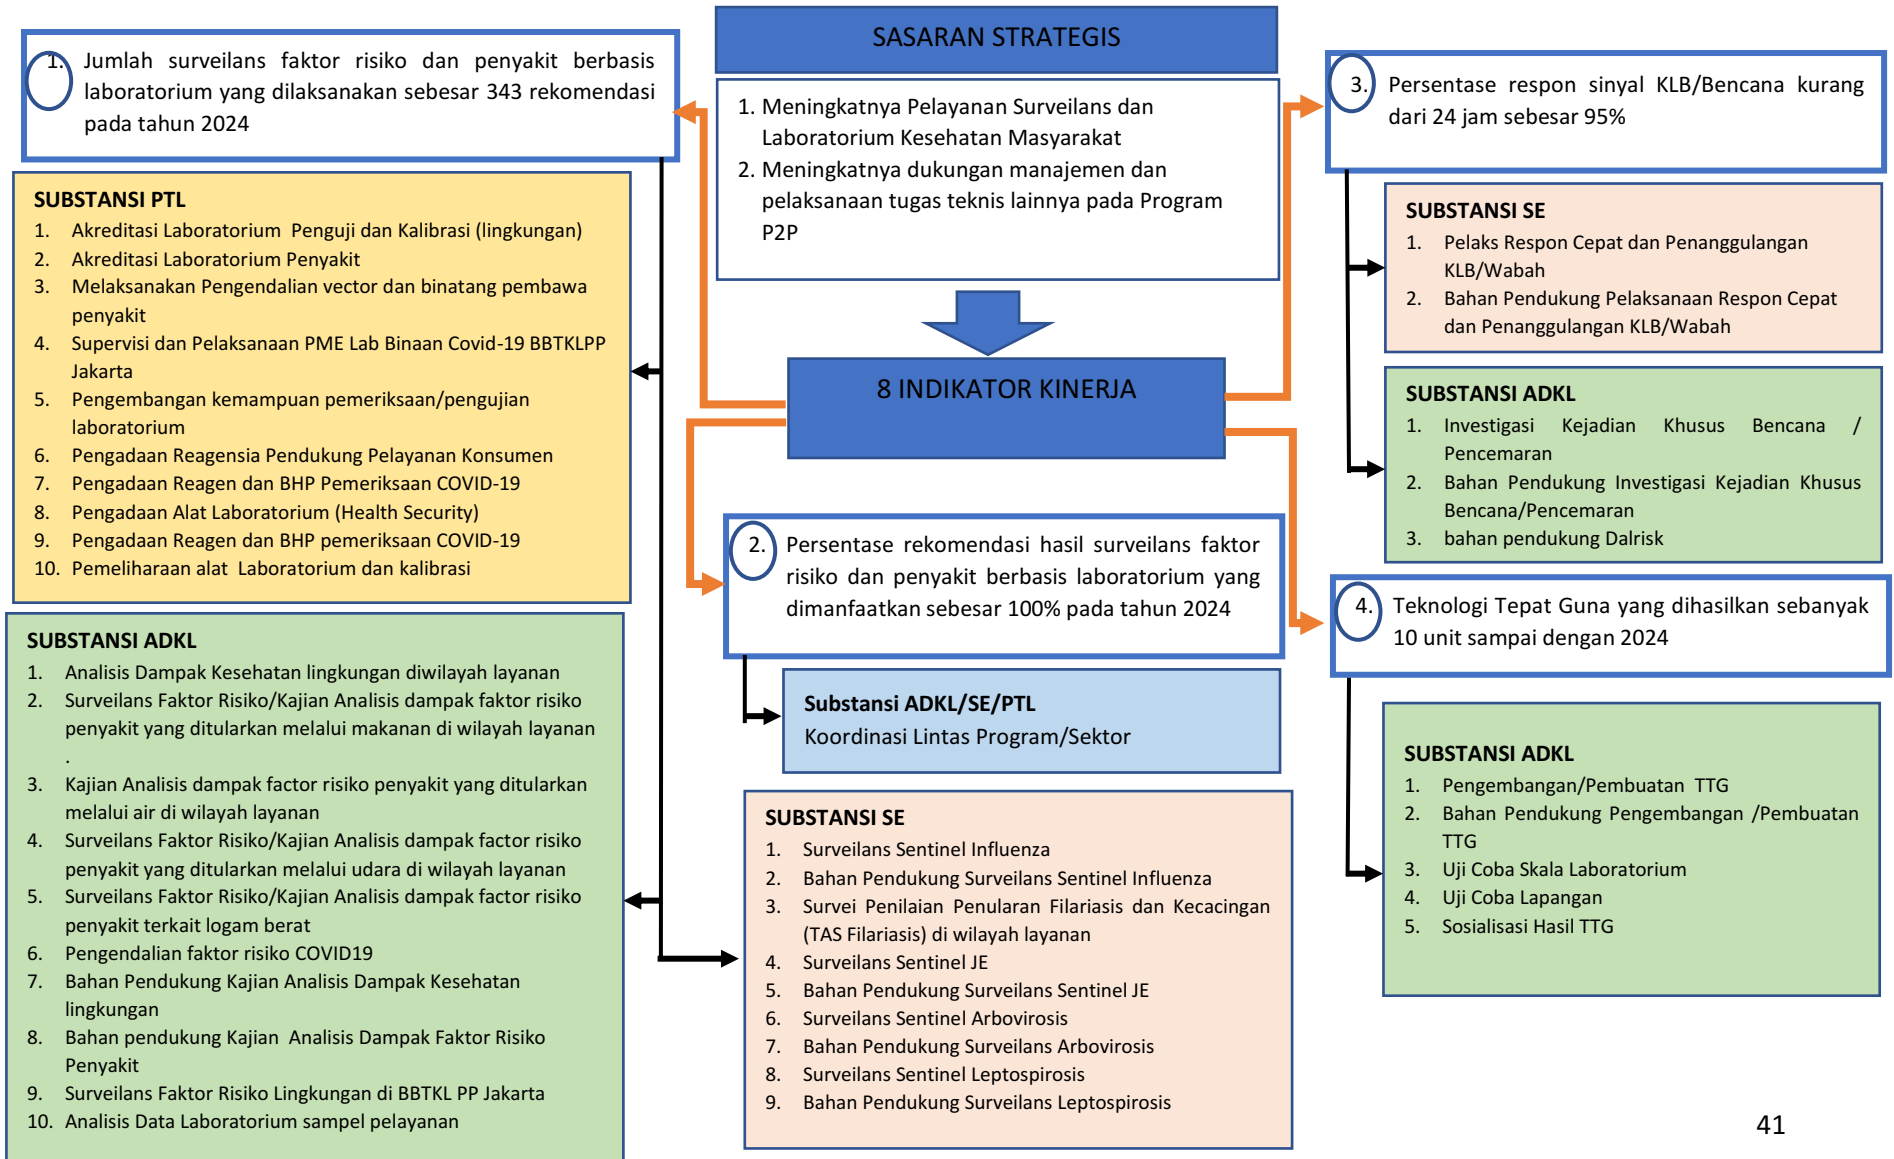 SASARAN STRATEGIS
1. Meningkatnya Pelayanan Surveilans dan
Laboratorium Kesehatan Masyarakat
2. Meningkatnya dukungan manajemen dan
pelaksanaan tugas teknis lainnya pada Program
P2P
8 INDIKATOR KINERJA
1. Jumlah surveilans faktor risiko dan penyakit berbasis
laboratorium yang dilaksanakan sebesar 343 rekomendasi
pada tahun 2024
SUBSTANSI PTL
1. Akreditasi Laboratorium Penguji dan Kalibrasi (lingkungan)
2. Akreditasi Laboratorium Penyakit
3. Melaksanakan Pengendalian vector dan binatang pembawa
penyakit
4. Supervisi dan Pelaksanaan PME Lab Binaan Covid-19 BBTKLPP
Jakarta
5. Pengembangan kemampuan pemeriksaan/pengujian
laboratorium
6. Pengadaan Reagensia Pendukung Pelayanan Konsumen
7. Pengadaan Reagen dan BHP Pemeriksaan COVID-19
8. Pengadaan Alat Laboratorium (Health Security)
9. Pengadaan Reagen dan BHP pemeriksaan COVID-19
10. Pemeliharaan alat Laboratorium dan kalibrasi
SUBSTANSI ADKL
1. Analisis Dampak Kesehatan lingkungan diwilayah layanan
2. Surveilans Faktor Risiko/Kajian Analisis dampak faktor risiko
penyakit yang ditularkan melalui makanan di wilayah layanan
.
3. Kajian Analisis dampak factor risiko penyakit yang ditularkan
melalui air di wilayah layanan
4. Surveilans Faktor Risiko/Kajian Analisis dampak factor risiko
penyakit yang ditularkan melalui udara di wilayah layanan
5. Surveilans Faktor Risiko/Kajian Analisis dampak factor risiko
penyakit terkait logam berat
6. Pengendalian faktor risiko COVID19
7. Bahan Pendukung Kajian Analisis Dampak Kesehatan
lingkungan
8. Bahan pendukung Kajian Analisis Dampak Faktor Risiko
Penyakit
9. Surveilans Faktor Risiko Lingkungan di BBTKL PP Jakarta
10. Analisis Data Laboratorium sampel pelayanan
2. Persentase rekomendasi hasil surveilans faktor
risiko dan penyakit berbasis laboratorium yang
dimanfaatkan sebesar 100% pada tahun 2024
Substansi ADKL/SE/PTL
Koordinasi Lintas Program/Sektor
SUBSTANSI SE
1. Surveilans Sentinel Influenza
2. Bahan Pendukung Surveilans Sentinel Influenza
3. Survei Penilaian Penularan Filariasis dan Kecacingan
(TAS Filariasis) di wilayah layanan
4. Surveilans Sentinel JE
5. Bahan Pendukung Surveilans Sentinel JE
6. Surveilans Sentinel Arbovirosis
7. Bahan Pendukung Surveilans Arbovirosis
8. Surveilans Sentinel Leptospirosis
9. Bahan Pendukung Surveilans Leptospirosis
3. Persentase respon sinyal KLB/Bencana kurang
dari 24 jam sebesar 95%
SUBSTANSI SE
1. Pelaks Respon Cepat dan Penanggulangan
KLB/Wabah
2. Bahan Pendukung Pelaksanaan Respon Cepat
dan Penanggulangan KLB/Wabah
SUBSTANSI ADKL
1. Investigasi Kejadian Khusus Bencana /
Pencemaran
2. Bahan Pendukung Investigasi Kejadian Khusus
Bencana/Pencemaran
3. bahan pendukung Dalrisk
4. Teknologi Tepat Guna yang dihasilkan sebanyak
10 unit sampai dengan 2024
SUBSTANSI ADKL
1. Pengembangan/Pembuatan TTG
2. Bahan Pendukung Pengembangan /Pembuatan
TTG
3. Uji Coba Skala Laboratorium
4. Uji Coba Lapangan
5. Sosialisasi Hasil TTG
41